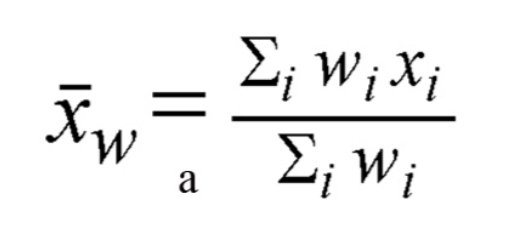 x̄_w = (Σ_i w_i x_i) / (Σ_i w_i)
a